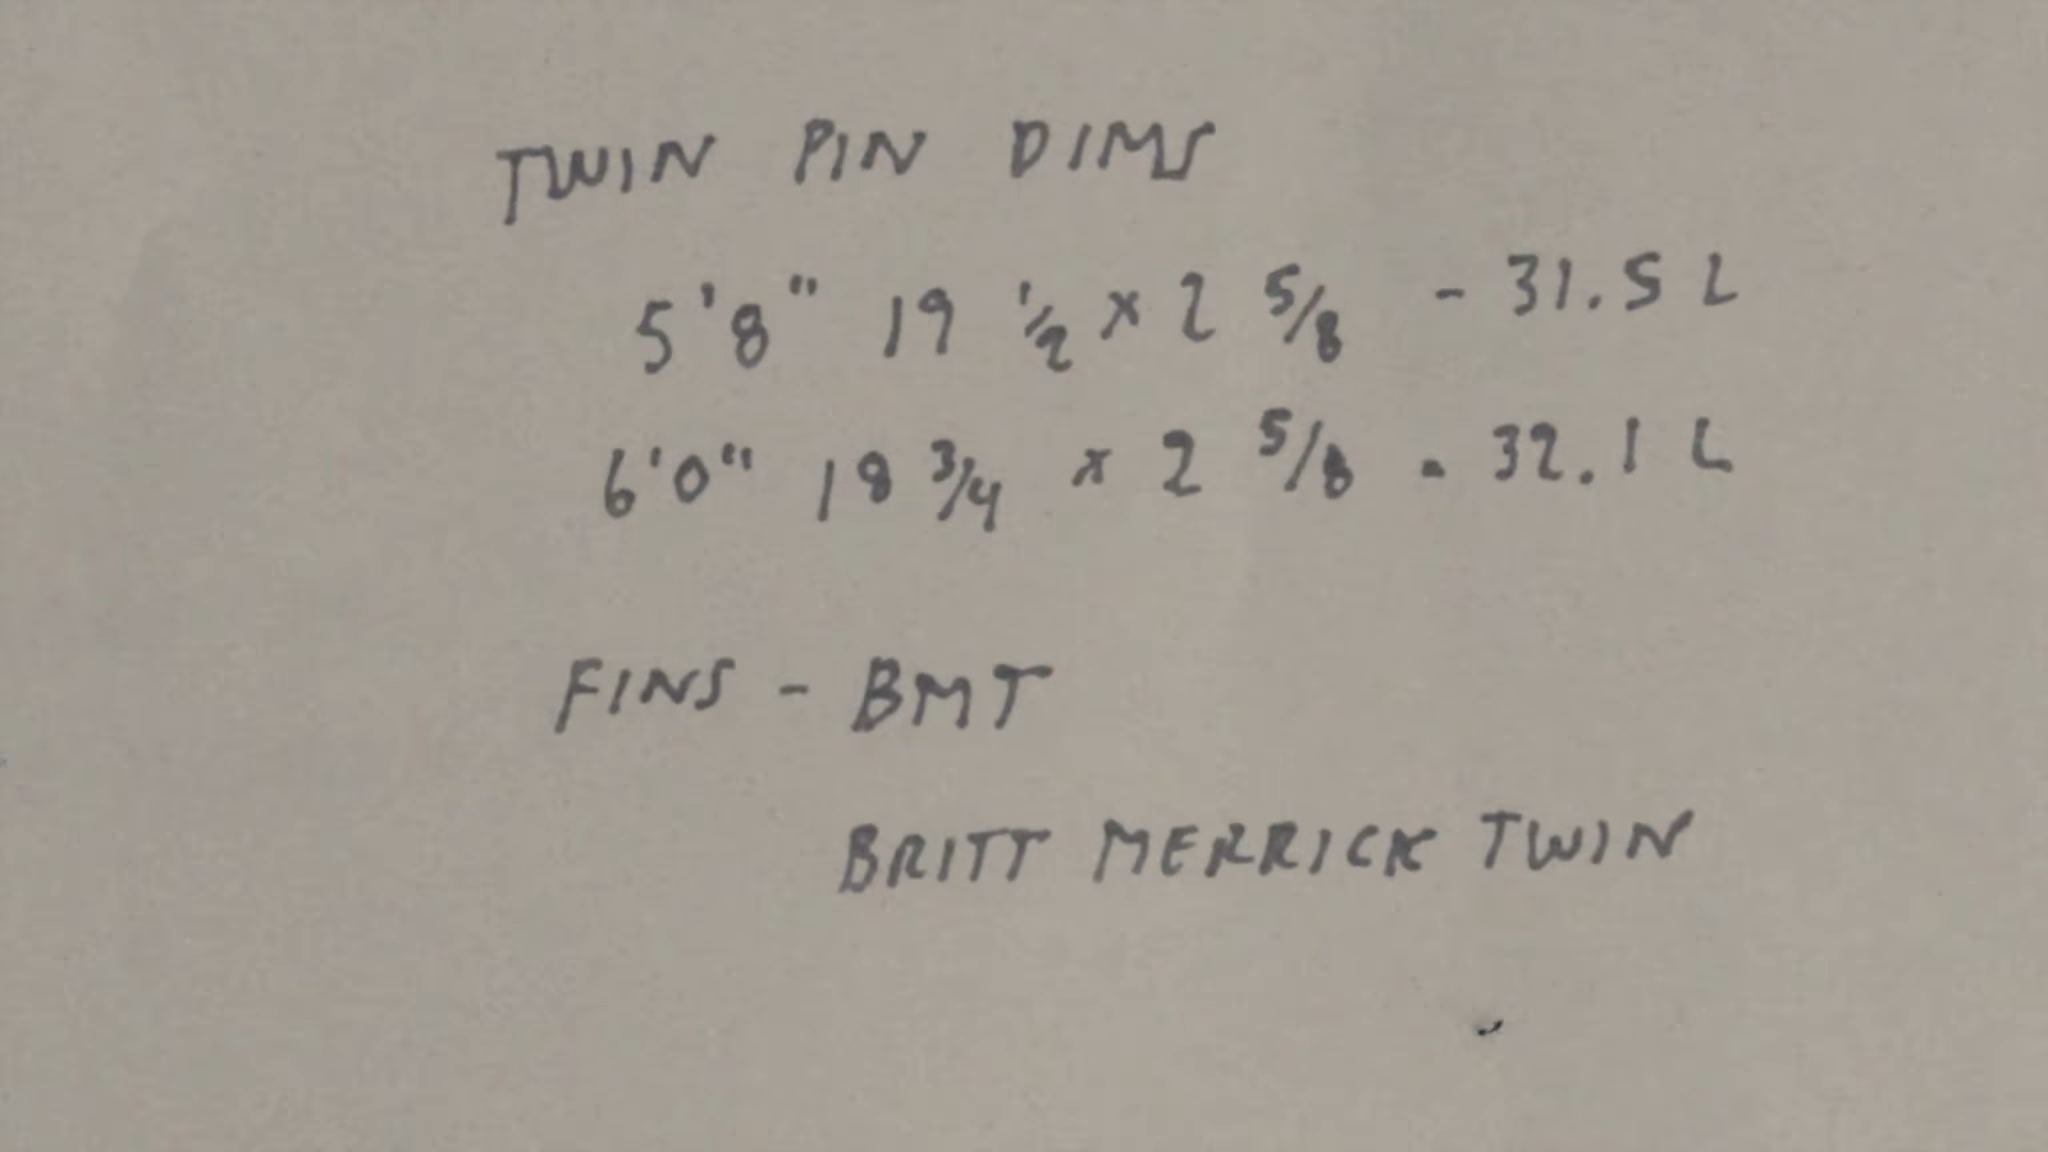 TWIN PIN DIMS
5'8" 19 1/2 x 2 5/8 - 31.5 L
6'0" 18 3/4 x 2 5/8 - 32.1 L
FINS - BMT
BRITT MERRICK TWIN